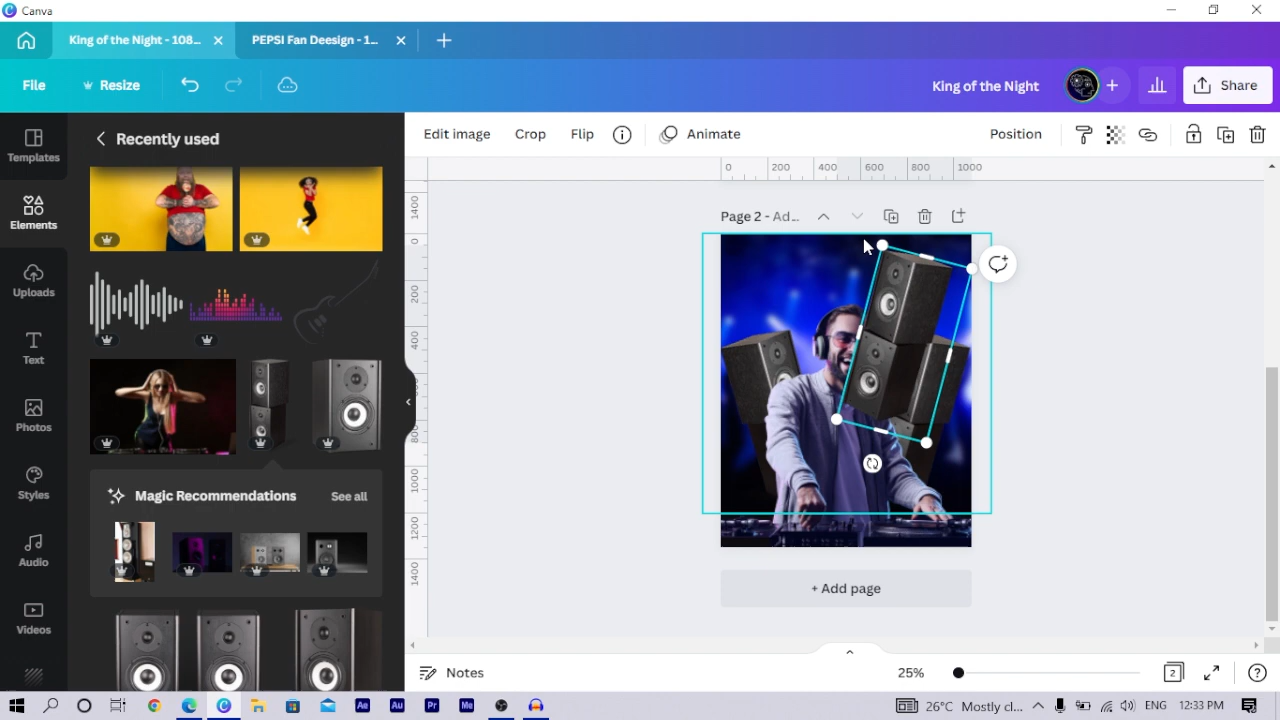 Canva
King of the Night - 108...
PEPSI Fan Deesign - 1...
File
Resize
King of the Night
Share
Templates
Elements
Uploads
Text
Photos
Styles
Audio
Videos
Recently used
Magic Recommendations
See all
Edit image
Crop
Flip
Animate
Position
0 200 400 600 800 1000
1400
0
200
400
800
1000
1200
1400
Page 2 - Ad...
+ Add page
Notes
25%
2
26°C Mostly cl...
ENG
12:33 PM